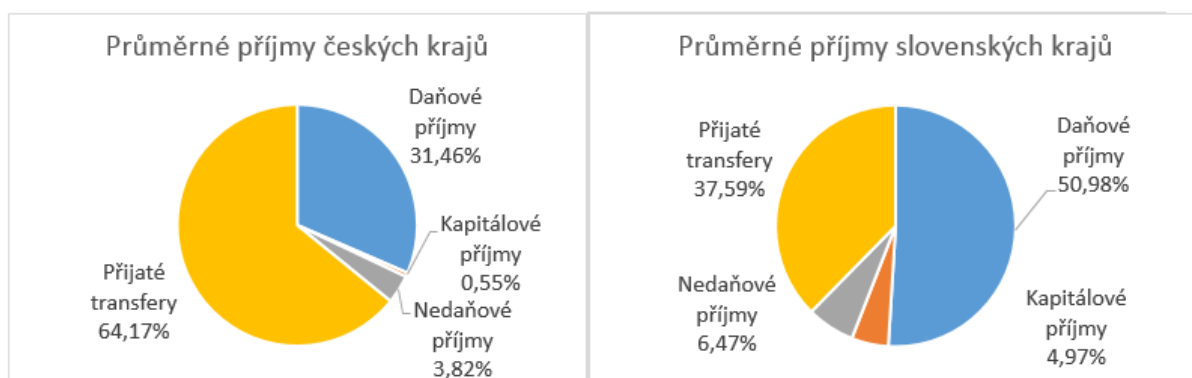 Průměrné příjmy českých krajů
Daňové
příjmy
31,46%
Kapitálové
příjmy
0,55%
Nedaňové
příjmy
3,82%
Přijaté
transfery
64,17%
Průměrné příjmy slovenských krajů
Daňové
příjmy
50,98%
Kapitálové
příjmy
4,97%
Nedaňové
příjmy
6,47%
Přijaté
transfery
37,59%